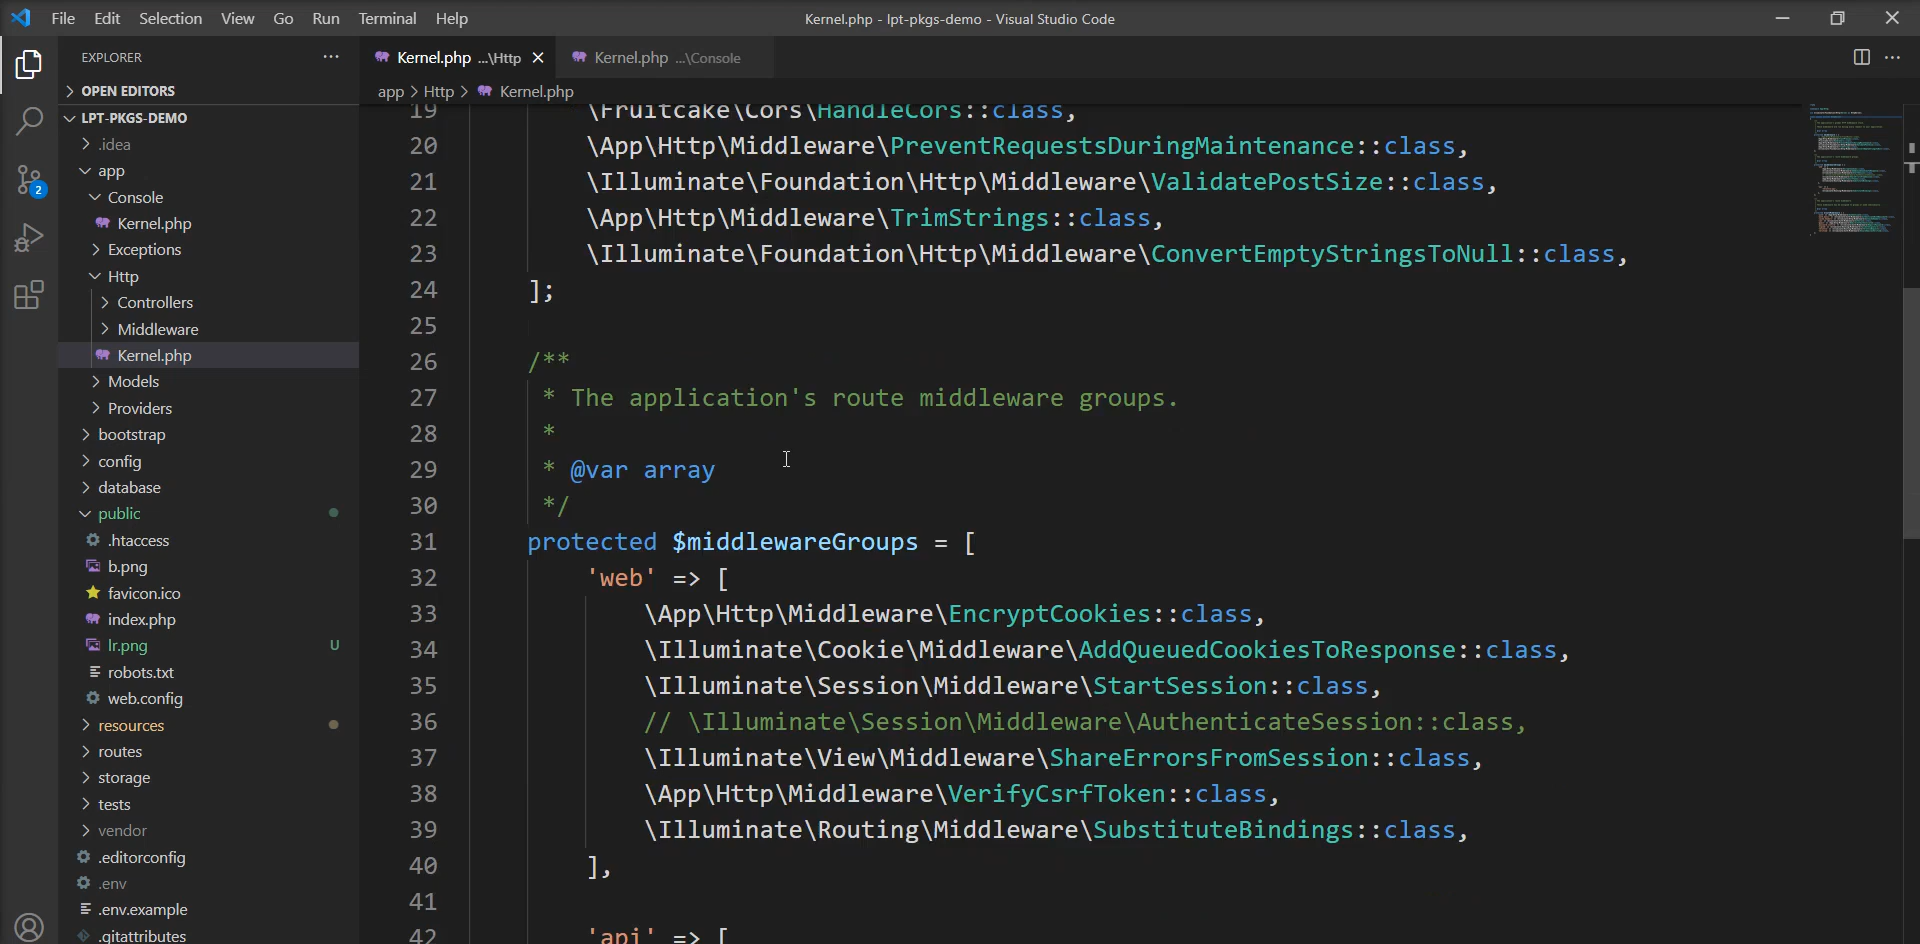 File Edit Selection View Go Run Terminal Help
Kernel.php - lpt-pkgs-demo - Visual Studio Code
EXPLORER
OPEN EDITORS
LPT-PKGS-DEMO
.idea
app
Console
Kernel.php
Exceptions
Http
Controllers
Middleware
Kernel.php
Models
Providers
bootstrap
config
database
public
.htaccess
b.png
favicon.ico
index.php
lr.png U
robots.txt
web.config
resources
routes
storage
tests
vendor
.editorconfig
.env
.env.example
.gitattributes
2
Kernel.php ...\Http
Kernel.php ...\Console
app > Http > Kernel.php
19 \Fruitcake\Cors\HandleCors::class,
20 \App\Http\Middleware\PreventRequestsDuringMaintenance::class,
21 \Illuminate\Foundation\Http\Middleware\ValidatePostSize::class,
22 \App\Http\Middleware\TrimStrings::class,
23 \Illuminate\Foundation\Http\Middleware\ConvertEmptyStringsToNull::class,
24 ];
25
26 /**
27 * The application's route middleware groups.
28 *
29 * @var array
30 */
31 protected $middlewareGroups = [
32 'web' => [
33 \App\Http\Middleware\EncryptCookies::class,
34 \Illuminate\Cookie\Middleware\AddQueuedCookiesToResponse::class,
35 \Illuminate\Session\Middleware\StartSession::class,
36 // \Illuminate\Session\Middleware\AuthenticateSession::class,
37 \Illuminate\View\Middleware\ShareErrorsFromSession::class,
38 \App\Http\Middleware\VerifyCsrfToken::class,
39 \Illuminate\Routing\Middleware\SubstituteBindings::class,
40 ],
41
42 'api' => [